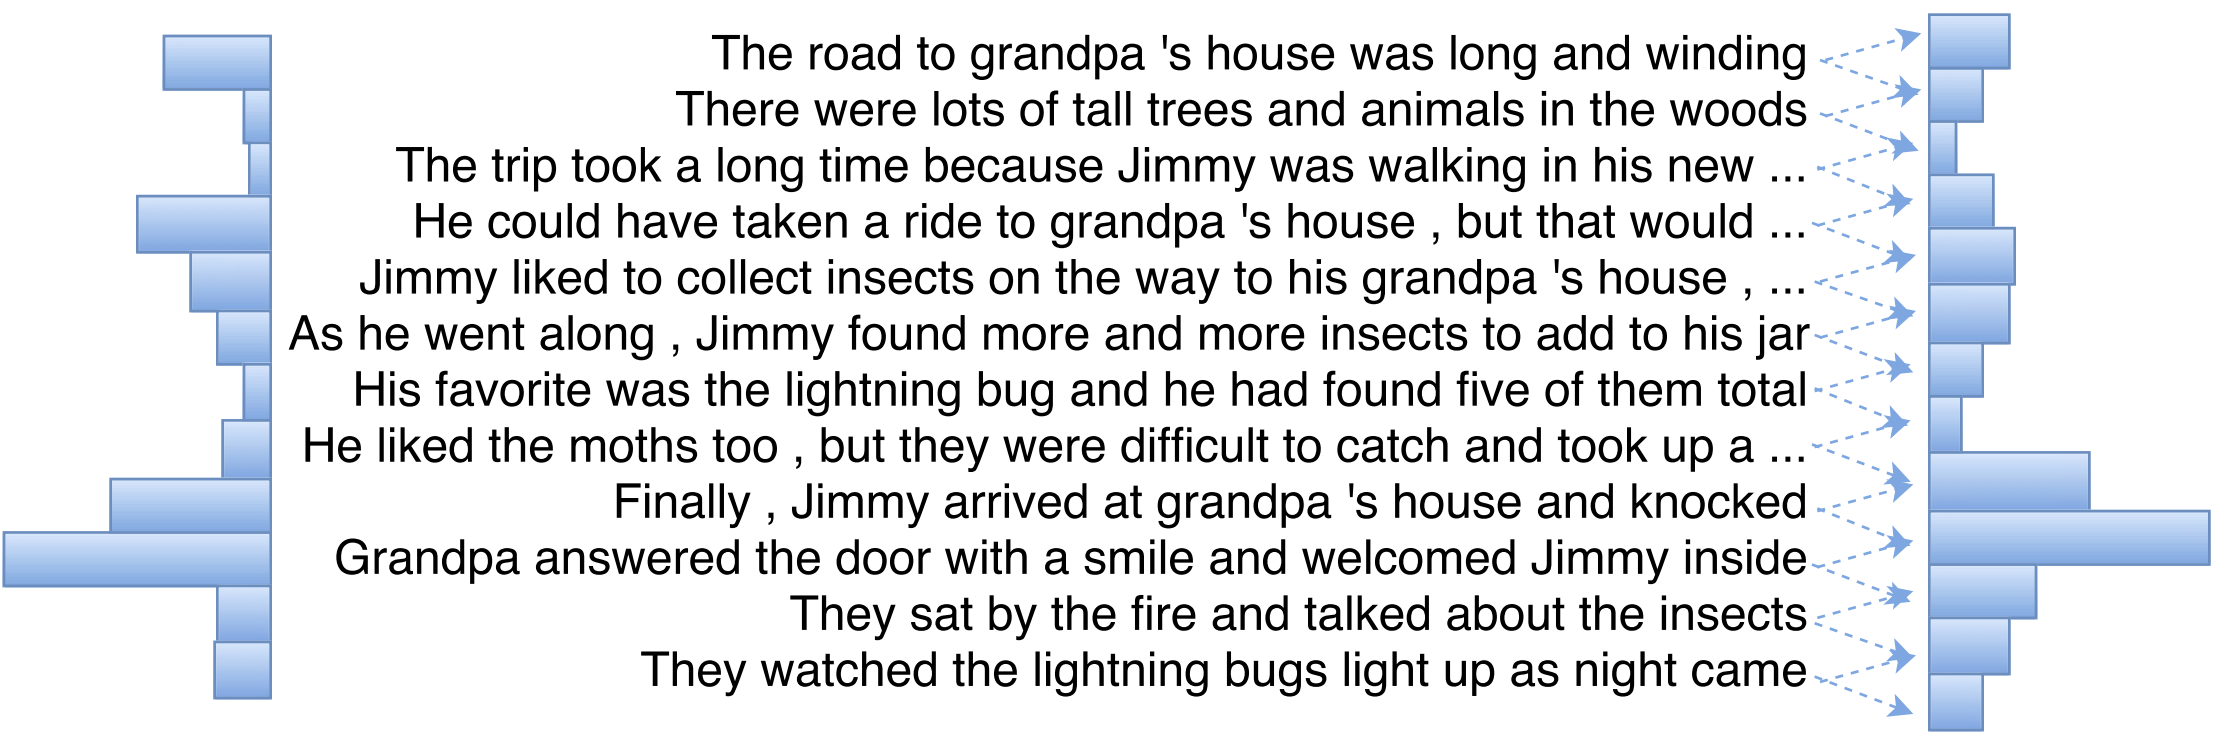 The road to grandpa 's house was long and winding
There were lots of tall trees and animals in the woods
The trip took a long time because Jimmy was walking in his new ...
He could have taken a ride to grandpa 's house , but that would ...
Jimmy liked to collect insects on the way to his grandpa 's house , ...
As he went along , Jimmy found more and more insects to add to his jar
His favorite was the lightning bug and he had found five of them total
He liked the moths too , but they were difficult to catch and took up a ...
Finally , Jimmy arrived at grandpa 's house and knocked
Grandpa answered the door with a smile and welcomed Jimmy inside
They sat by the fire and talked about the insects
They watched the lightning bugs light up as night came